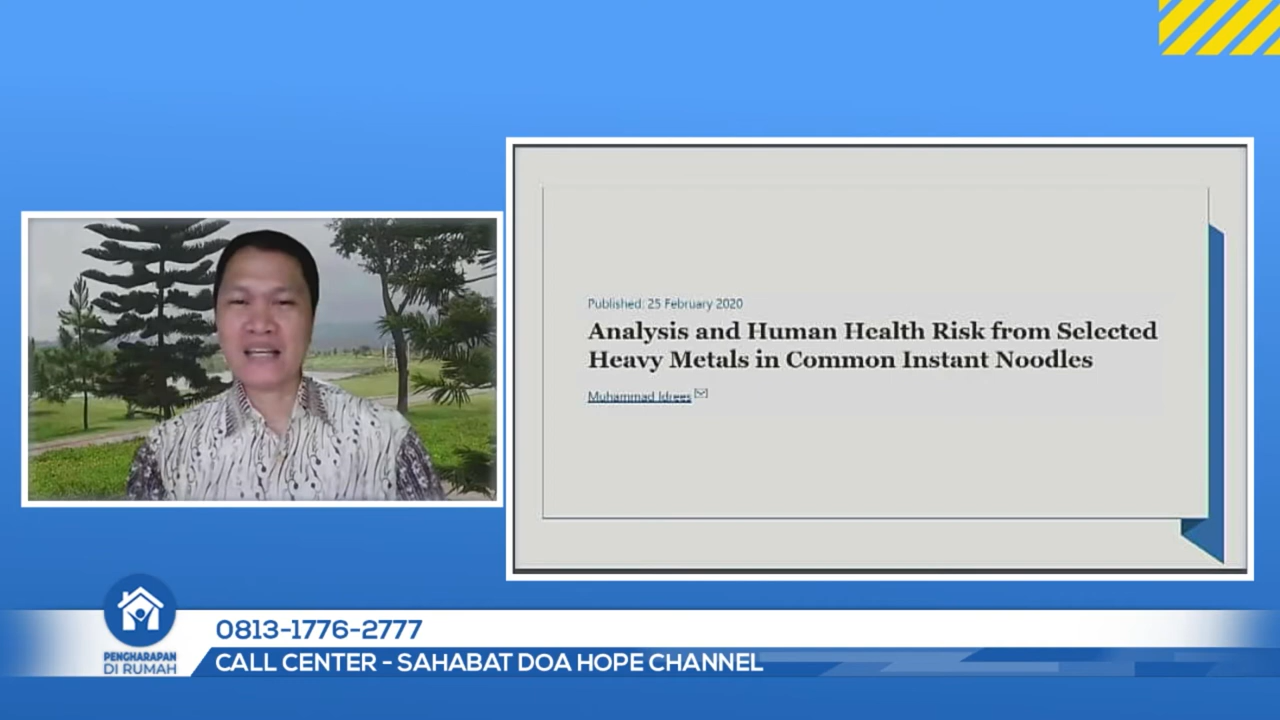 Published: 25 February 2020
Analysis and Human Health Risk from Selected
Heavy Metals in Common Instant Noodles
Muhammad Idrees
0813-1776-2777
CALL CENTER - SAHABAT DOA HOPE CHANNEL
PENGHARAPAN
DI RUMAH